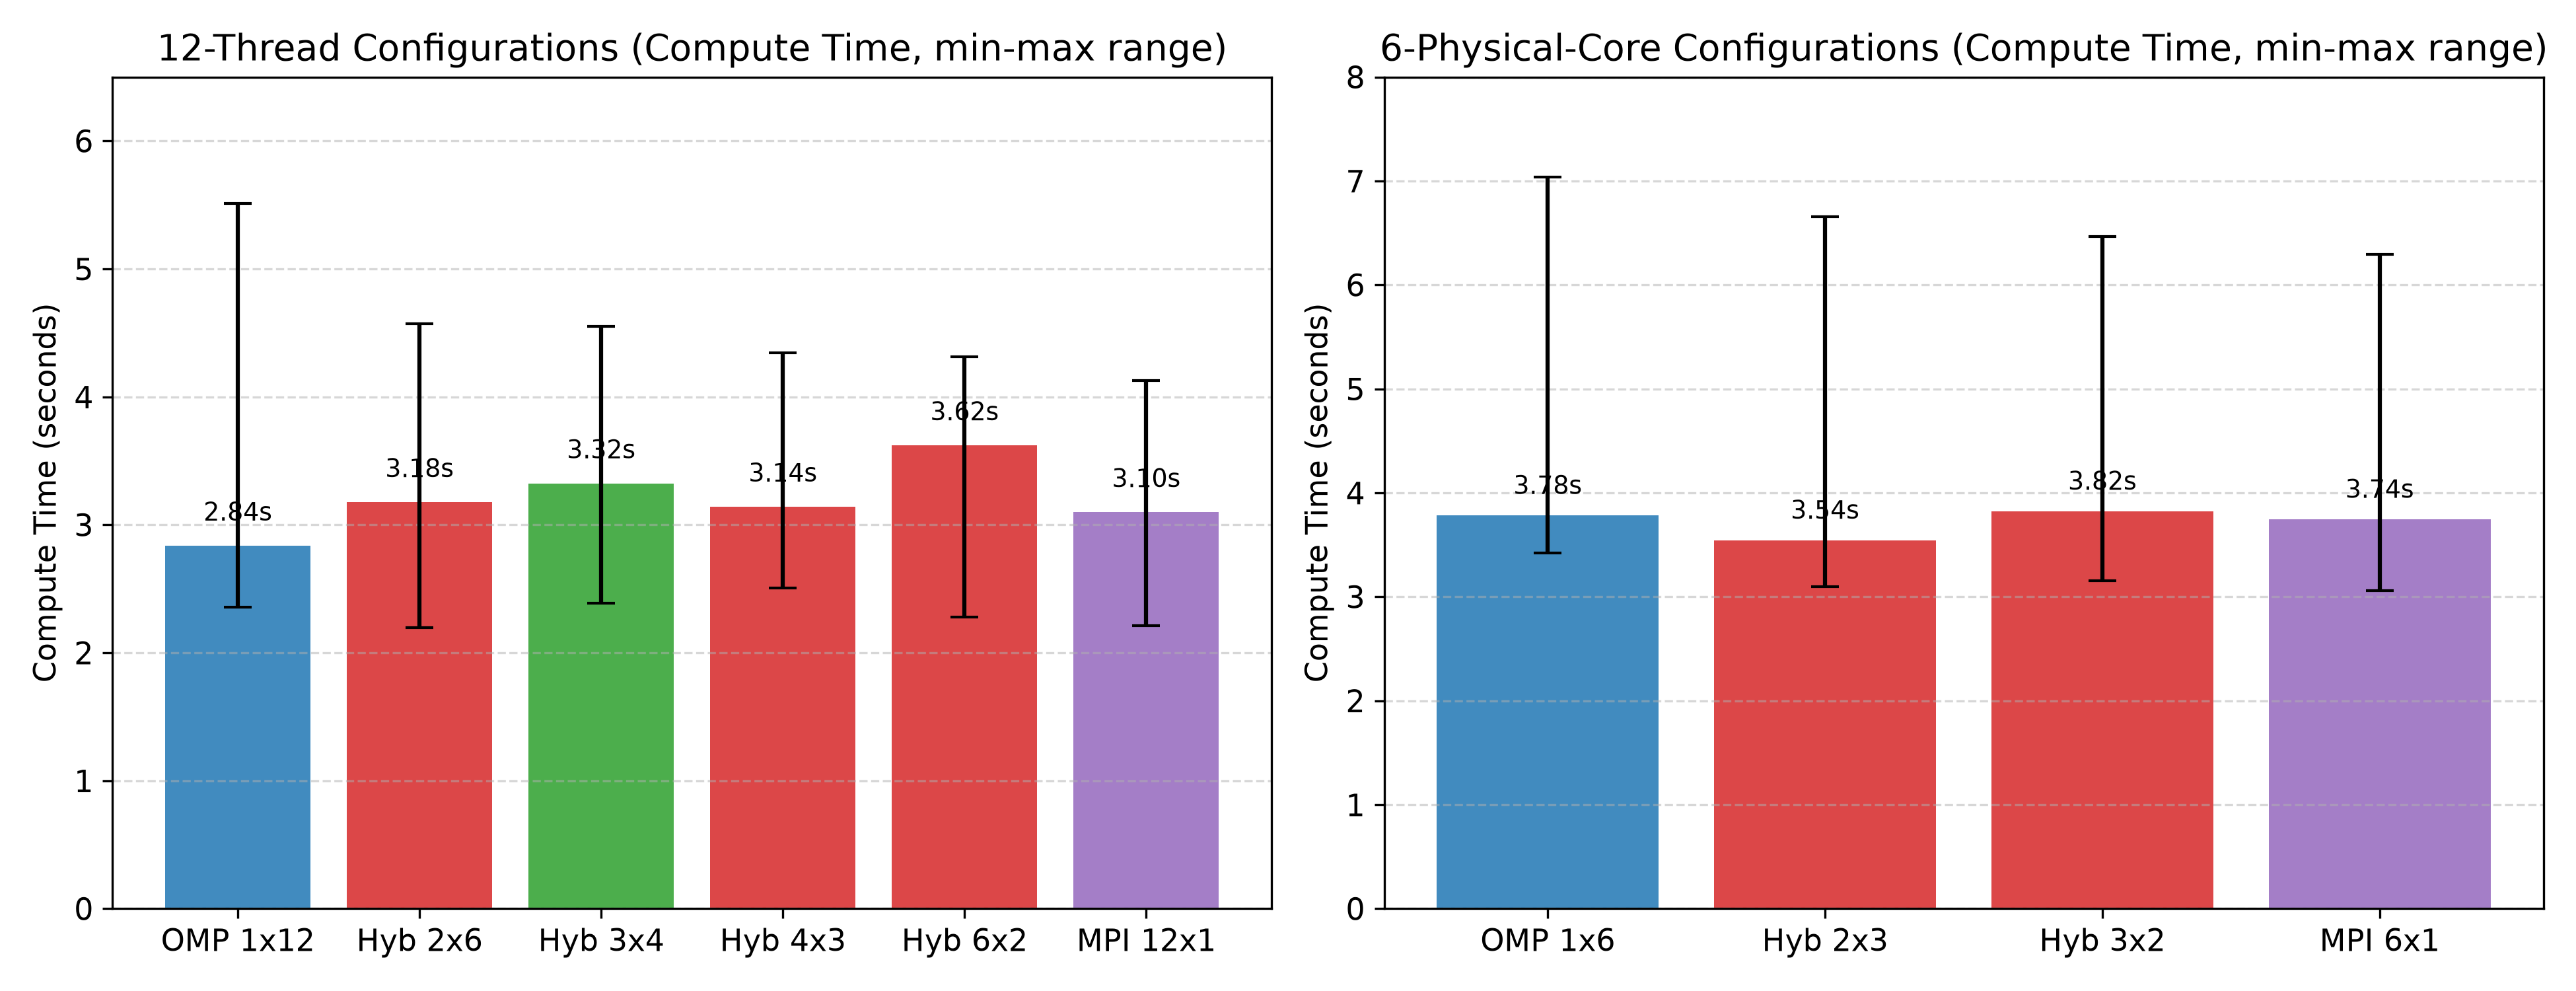 12-Thread Configurations (Compute Time, min-max range)
Compute Time (seconds)
6
5
4
3
2
1
0
2.84s
3.18s
3.32s
3.14s
3.62s
3.10s
OMP 1x12
Hyb 2x6
Hyb 3x4
Hyb 4x3
Hyb 6x2
MPI 12x1
6-Physical-Core Configurations (Compute Time, min-max range)
Compute Time (seconds)
8
7
6
5
4
3
2
1
0
3.78s
3.54s
3.82s
3.74s
OMP 1x6
Hyb 2x3
Hyb 3x2
MPI 6x1